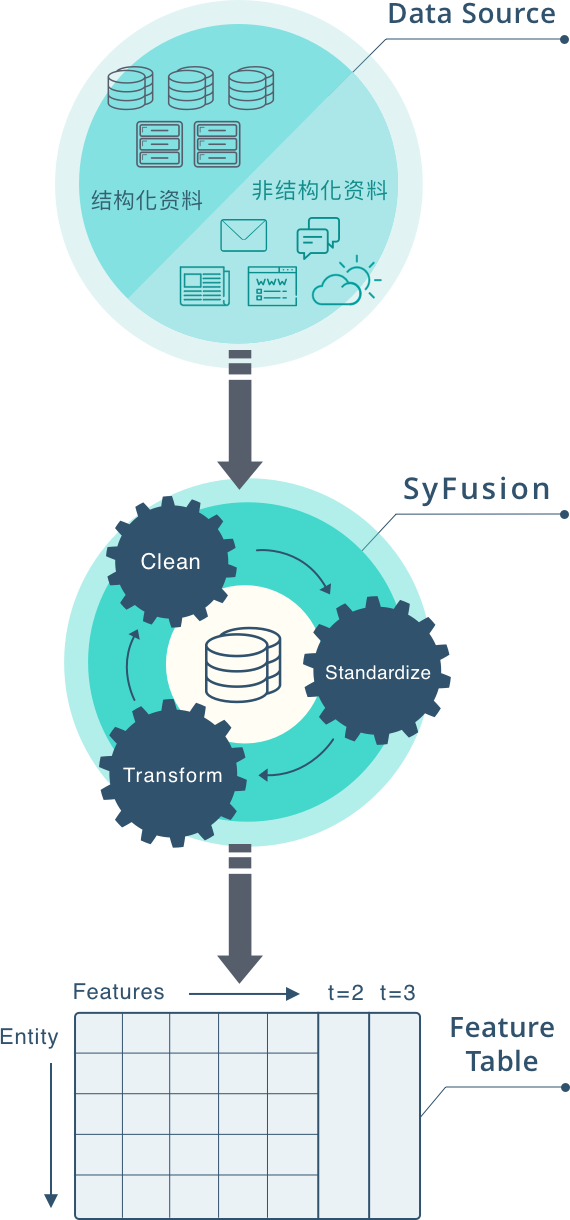 Data Source
结构化资料
非结构化资料
WWW
SyFusion
Clean
Standardize
Transform
Features
t=2
t=3
Entity
Feature
Table